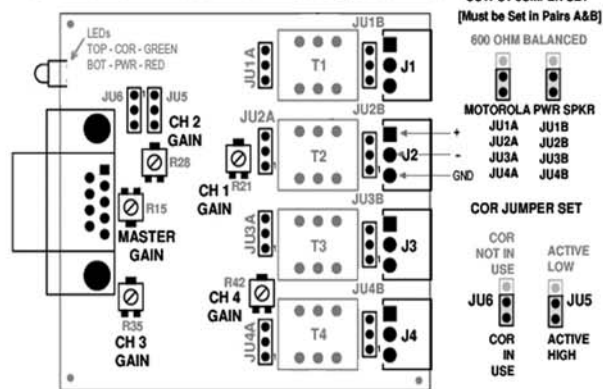 [Must be Set in Pairs A&B]
LEDs
TOP - COR - GREEN
BOT - PWR - RED
JU1B
600 OHM BALANCED
JU1A
T1
J1
JU6
JU5
JU2B
CH 2
GAIN
JU2A
R28
R21
T2
J2
+
-
GND
MOTOROLA PWR SPKR
JU1A JU1B
JU2A JU2B
JU3A JU3B
JU4A JU4B
CH 1
GAIN
R15
MASTER
GAIN
JU3B
JU3A
T3
J3
COR JUMPER SET
COR
NOT IN
USE
ACTIVE
LOW
R42
CH 4
GAIN
JU4B
JU6
JU5
R35
CH 3
GAIN
JU4A
T4
J4
COR
IN
USE
ACTIVE
HIGH